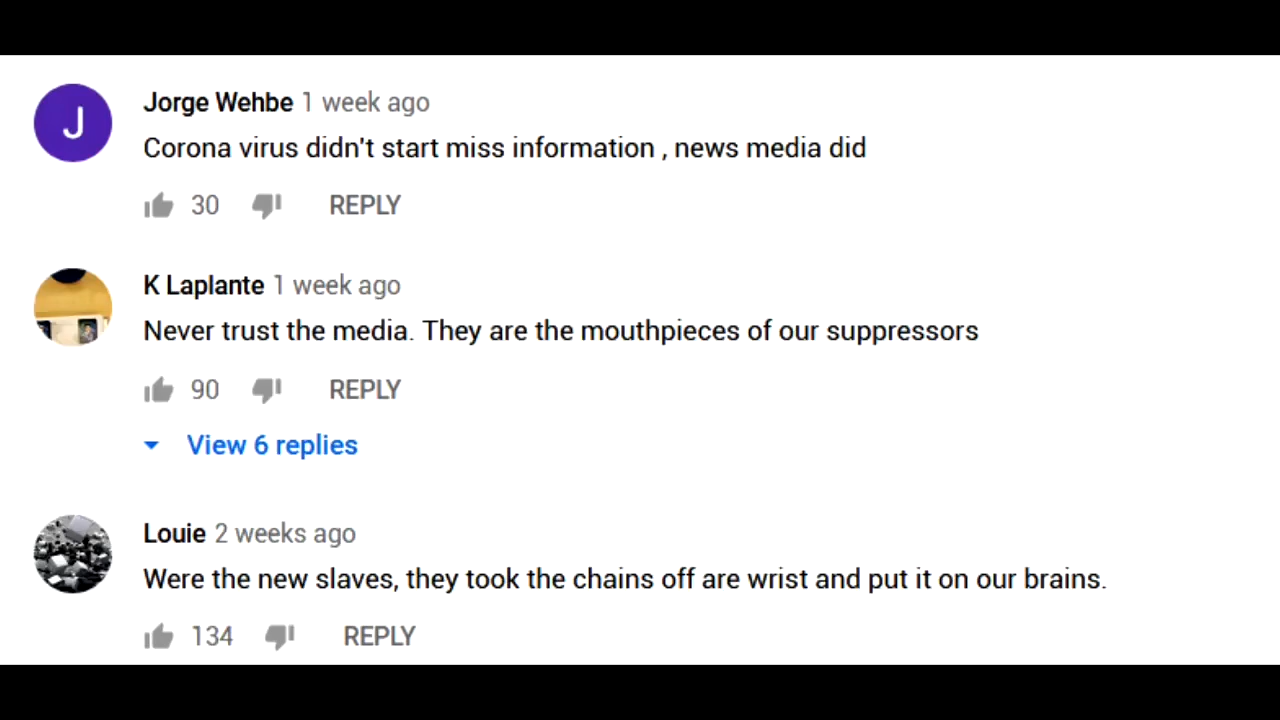 J
Jorge Wehbe 1 week ago
Corona virus didn't start miss information , news media did
30 REPLY
K Laplante 1 week ago
Never trust the media. They are the mouthpieces of our suppressors
90 REPLY
View 6 replies
Louie 2 weeks ago
Were the new slaves, they took the chains off are wrist and put it on our brains.
134 REPLY